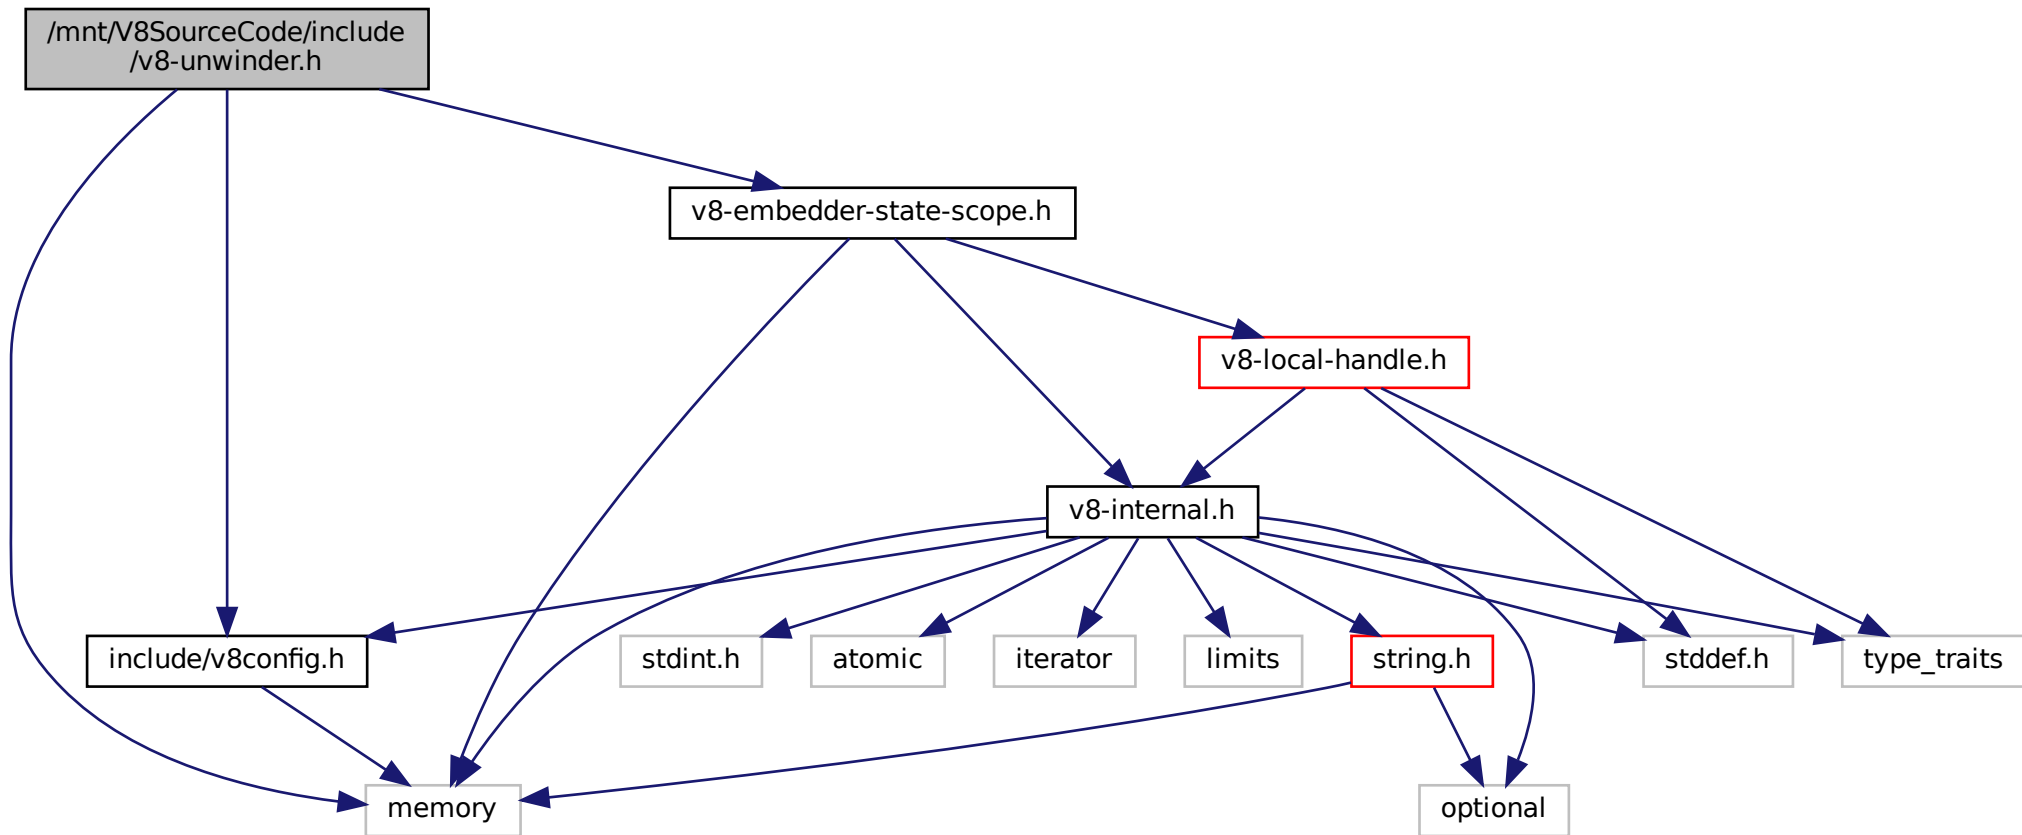 /mnt/V8SourceCode/include
/v8-unwinder.h
v8-embedder-state-scope.h
v8-local-handle.h
v8-internal.h
include/v8config.h
stdint.h
atomic
iterator
limits
string.h
stddef.h
type_traits
memory
optional